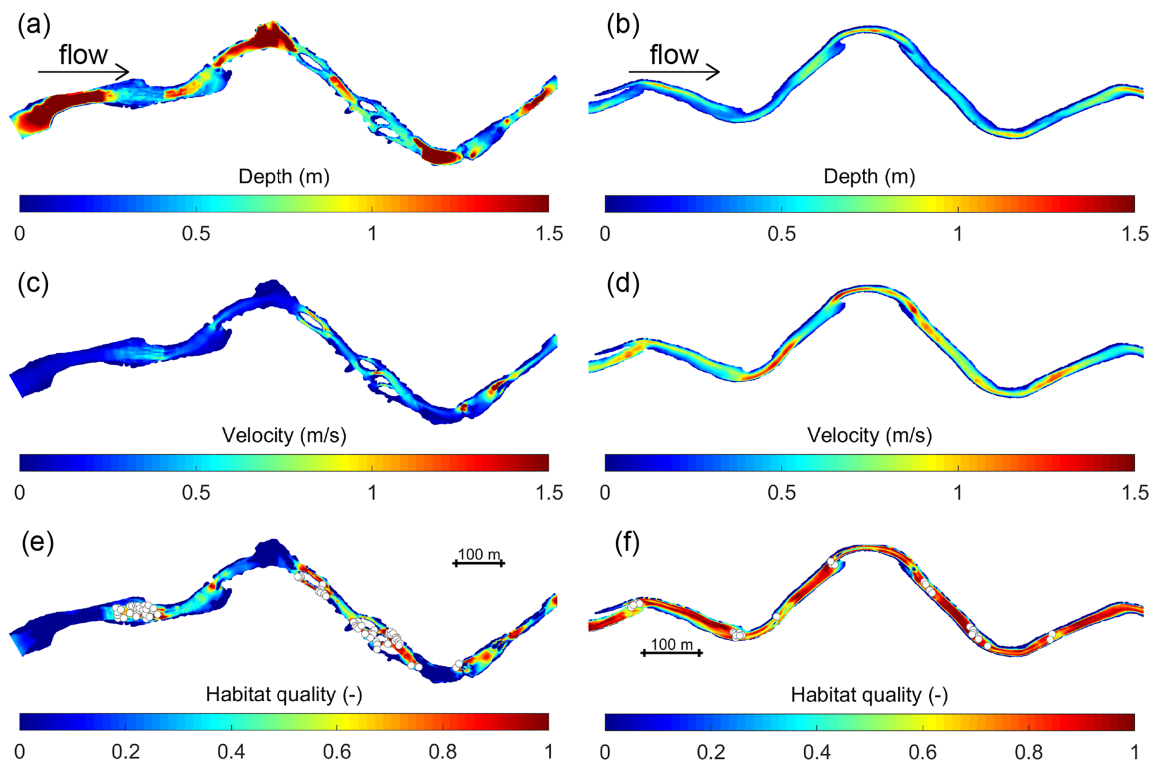 (a)
(b)
flow
flow
Depth (m)
Depth (m)
0 0.5 1 1.5
0 0.5 1 1.5
(c)
(d)
Velocity (m/s)
Velocity (m/s)
0 0.5 1 1.5
0 0.5 1 1.5
(e)
(f)
100 m
100 m
Habitat quality (-)
Habitat quality (-)
0 0.2 0.4 0.6 0.8 1
0 0.2 0.4 0.6 0.8 1